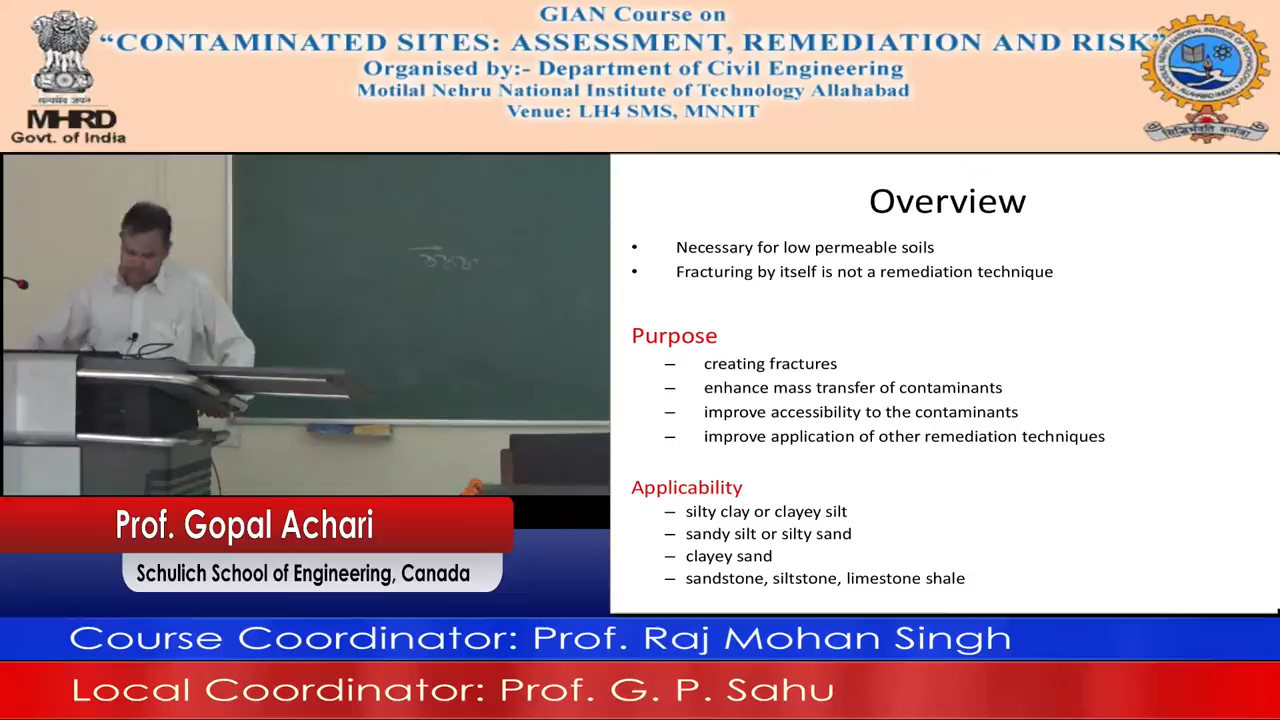 GIAN Course on
“CONTAMINATED SITES: ASSESSMENT, REMEDIATION AND RISK”
Organised by:- Department of Civil Engineering
Motilal Nehru National Institute of Technology Allahabad
Venue: LH4 SMS, MNNIT
सत्यमेव जयते
MHRD
Govt. of India
Overview
• Necessary for low permeable soils
• Fracturing by itself is not a remediation technique
Purpose
– creating fractures
– enhance mass transfer of contaminants
– improve accessibility to the contaminants
– improve application of other remediation techniques
Applicability
– silty clay or clayey silt
– sandy silt or silty sand
– clayey sand
– sandstone, siltstone, limestone shale
Prof. Gopal Achari
Schulich School of Engineering, Canada
Course Coordinator: Prof. Raj Mohan Singh
Local Coordinator: Prof. G. P. Sahu